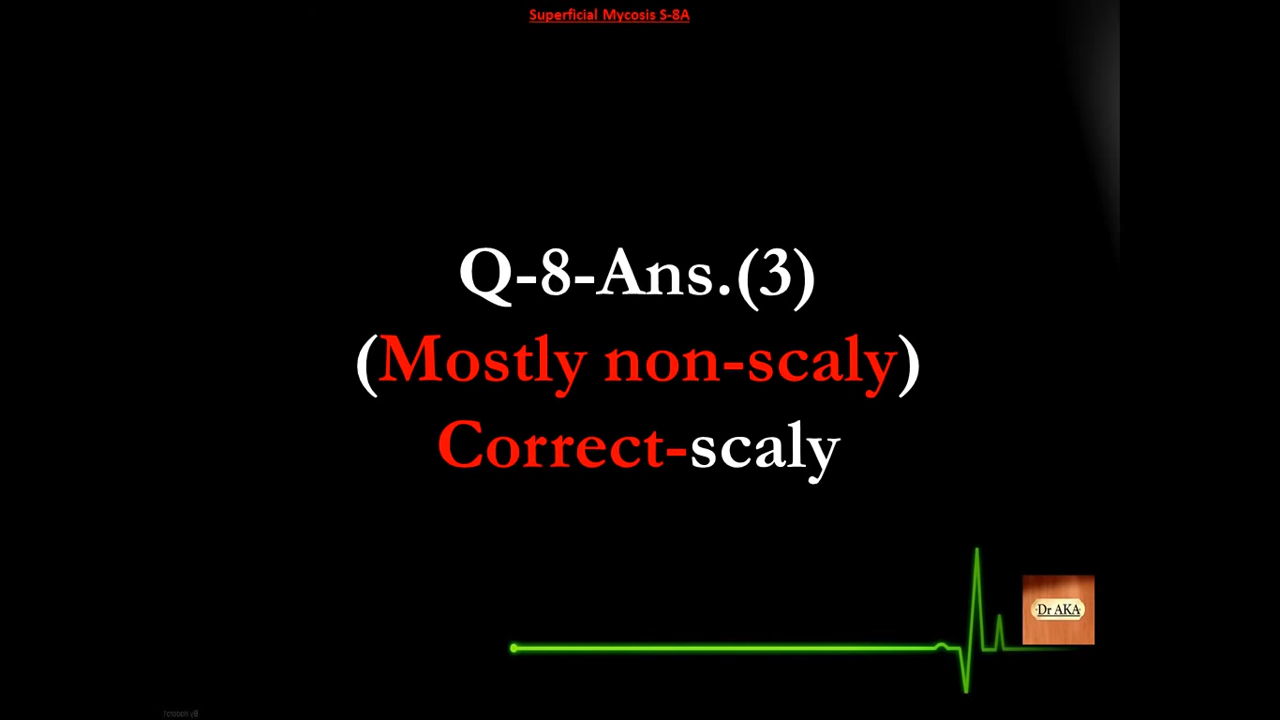 Superficial Mycosis S-8A
Q-8-Ans.(3)
(Mostly non-scaly)
Correct-scaly
Dr AKA